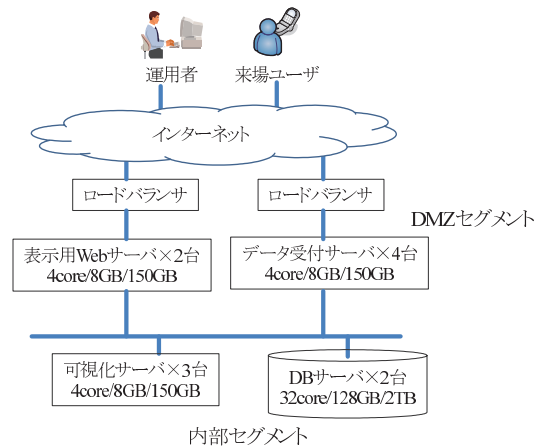 運用者
来場ユーザ
インターネット
ロードバランサ
ロードバランサ
DMZセグメント
表示用Webサーバ×2台
4core/8GB/150GB
データ受付サーバ×4台
4core/8GB/150GB
可視化サーバ×3台
4core/8GB/150GB
DBサーバ×2台
32core/128GB/2TB
内部セグメント